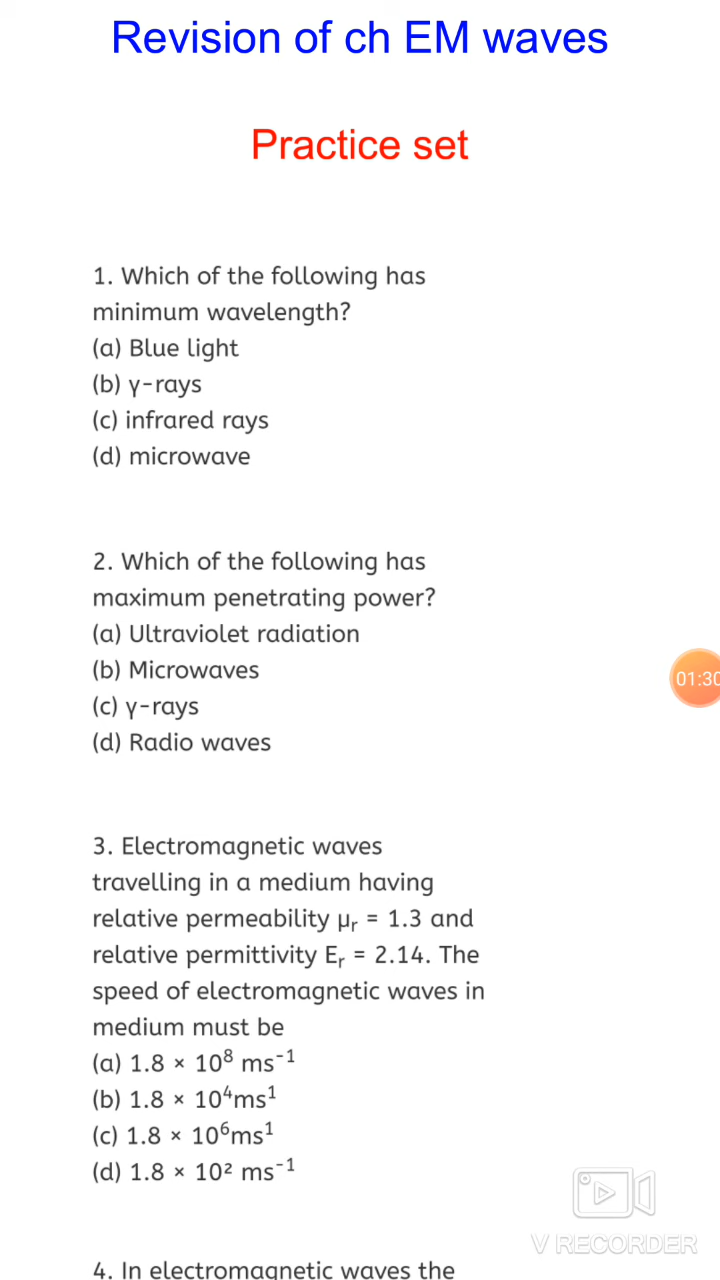 Revision of ch EM waves
Practice set
1. Which of the following has
minimum wavelength?
(a) Blue light
(b) γ-rays
(c) infrared rays
(d) microwave
2. Which of the following has
maximum penetrating power?
(a) Ultraviolet radiation
(b) Microwaves
(c) γ-rays
(d) Radio waves
01:30
3. Electromagnetic waves
travelling in a medium having
relative permeability μᵣ = 1.3 and
relative permittivity Eᵣ = 2.14. The
speed of electromagnetic waves in
medium must be
(a) 1.8 × 10⁸ ms⁻¹
(b) 1.8 × 10⁴ms¹
(c) 1.8 × 10⁶ms¹
(d) 1.8 × 10² ms⁻¹
V RECORDER
4. In electromagnetic waves the